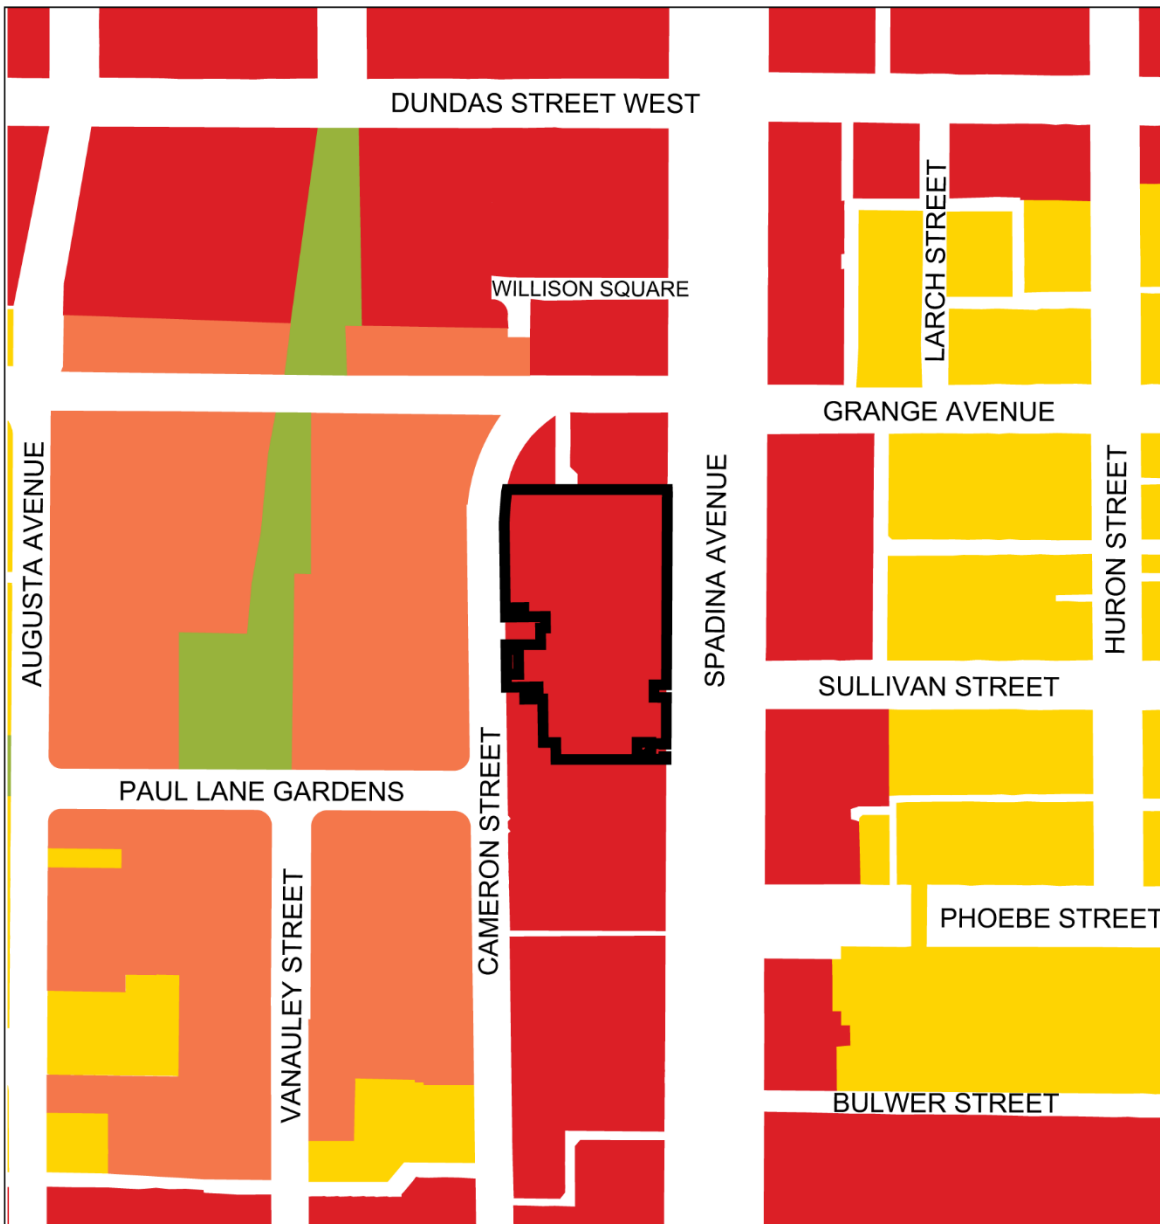 DUNDAS STREET WEST
LARCH STREET
WILLISON SQUARE
GRANGE AVENUE
AUGUSTA AVENUE
SPADINA AVENUE
HURON STREET
SULLIVAN STREET
PAUL LANE GARDENS
CAMERON STREET
VANAULEY STREET
PHOEBE STREET
BULWER STREET